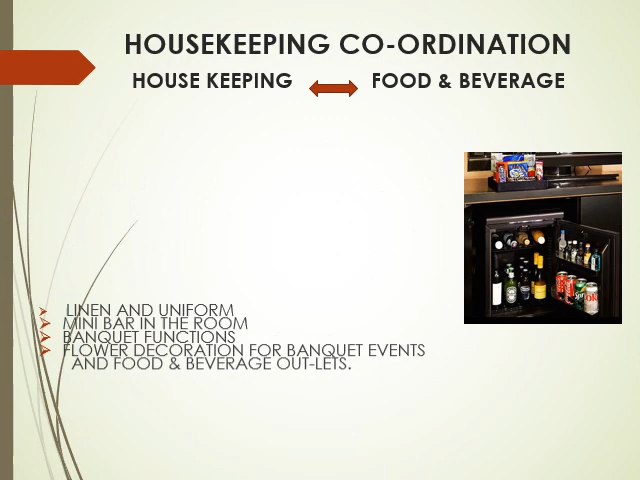 HOUSEKEEPING CO-ORDINATION
HOUSE KEEPING FOOD & BEVERAGE
LINEN AND UNIFORM
MINI BAR IN THE ROOM
BANQUET FUNCTIONS
FLOWER DECORATION FOR BANQUET EVENTS
AND FOOD & BEVERAGE OUT-LETS.